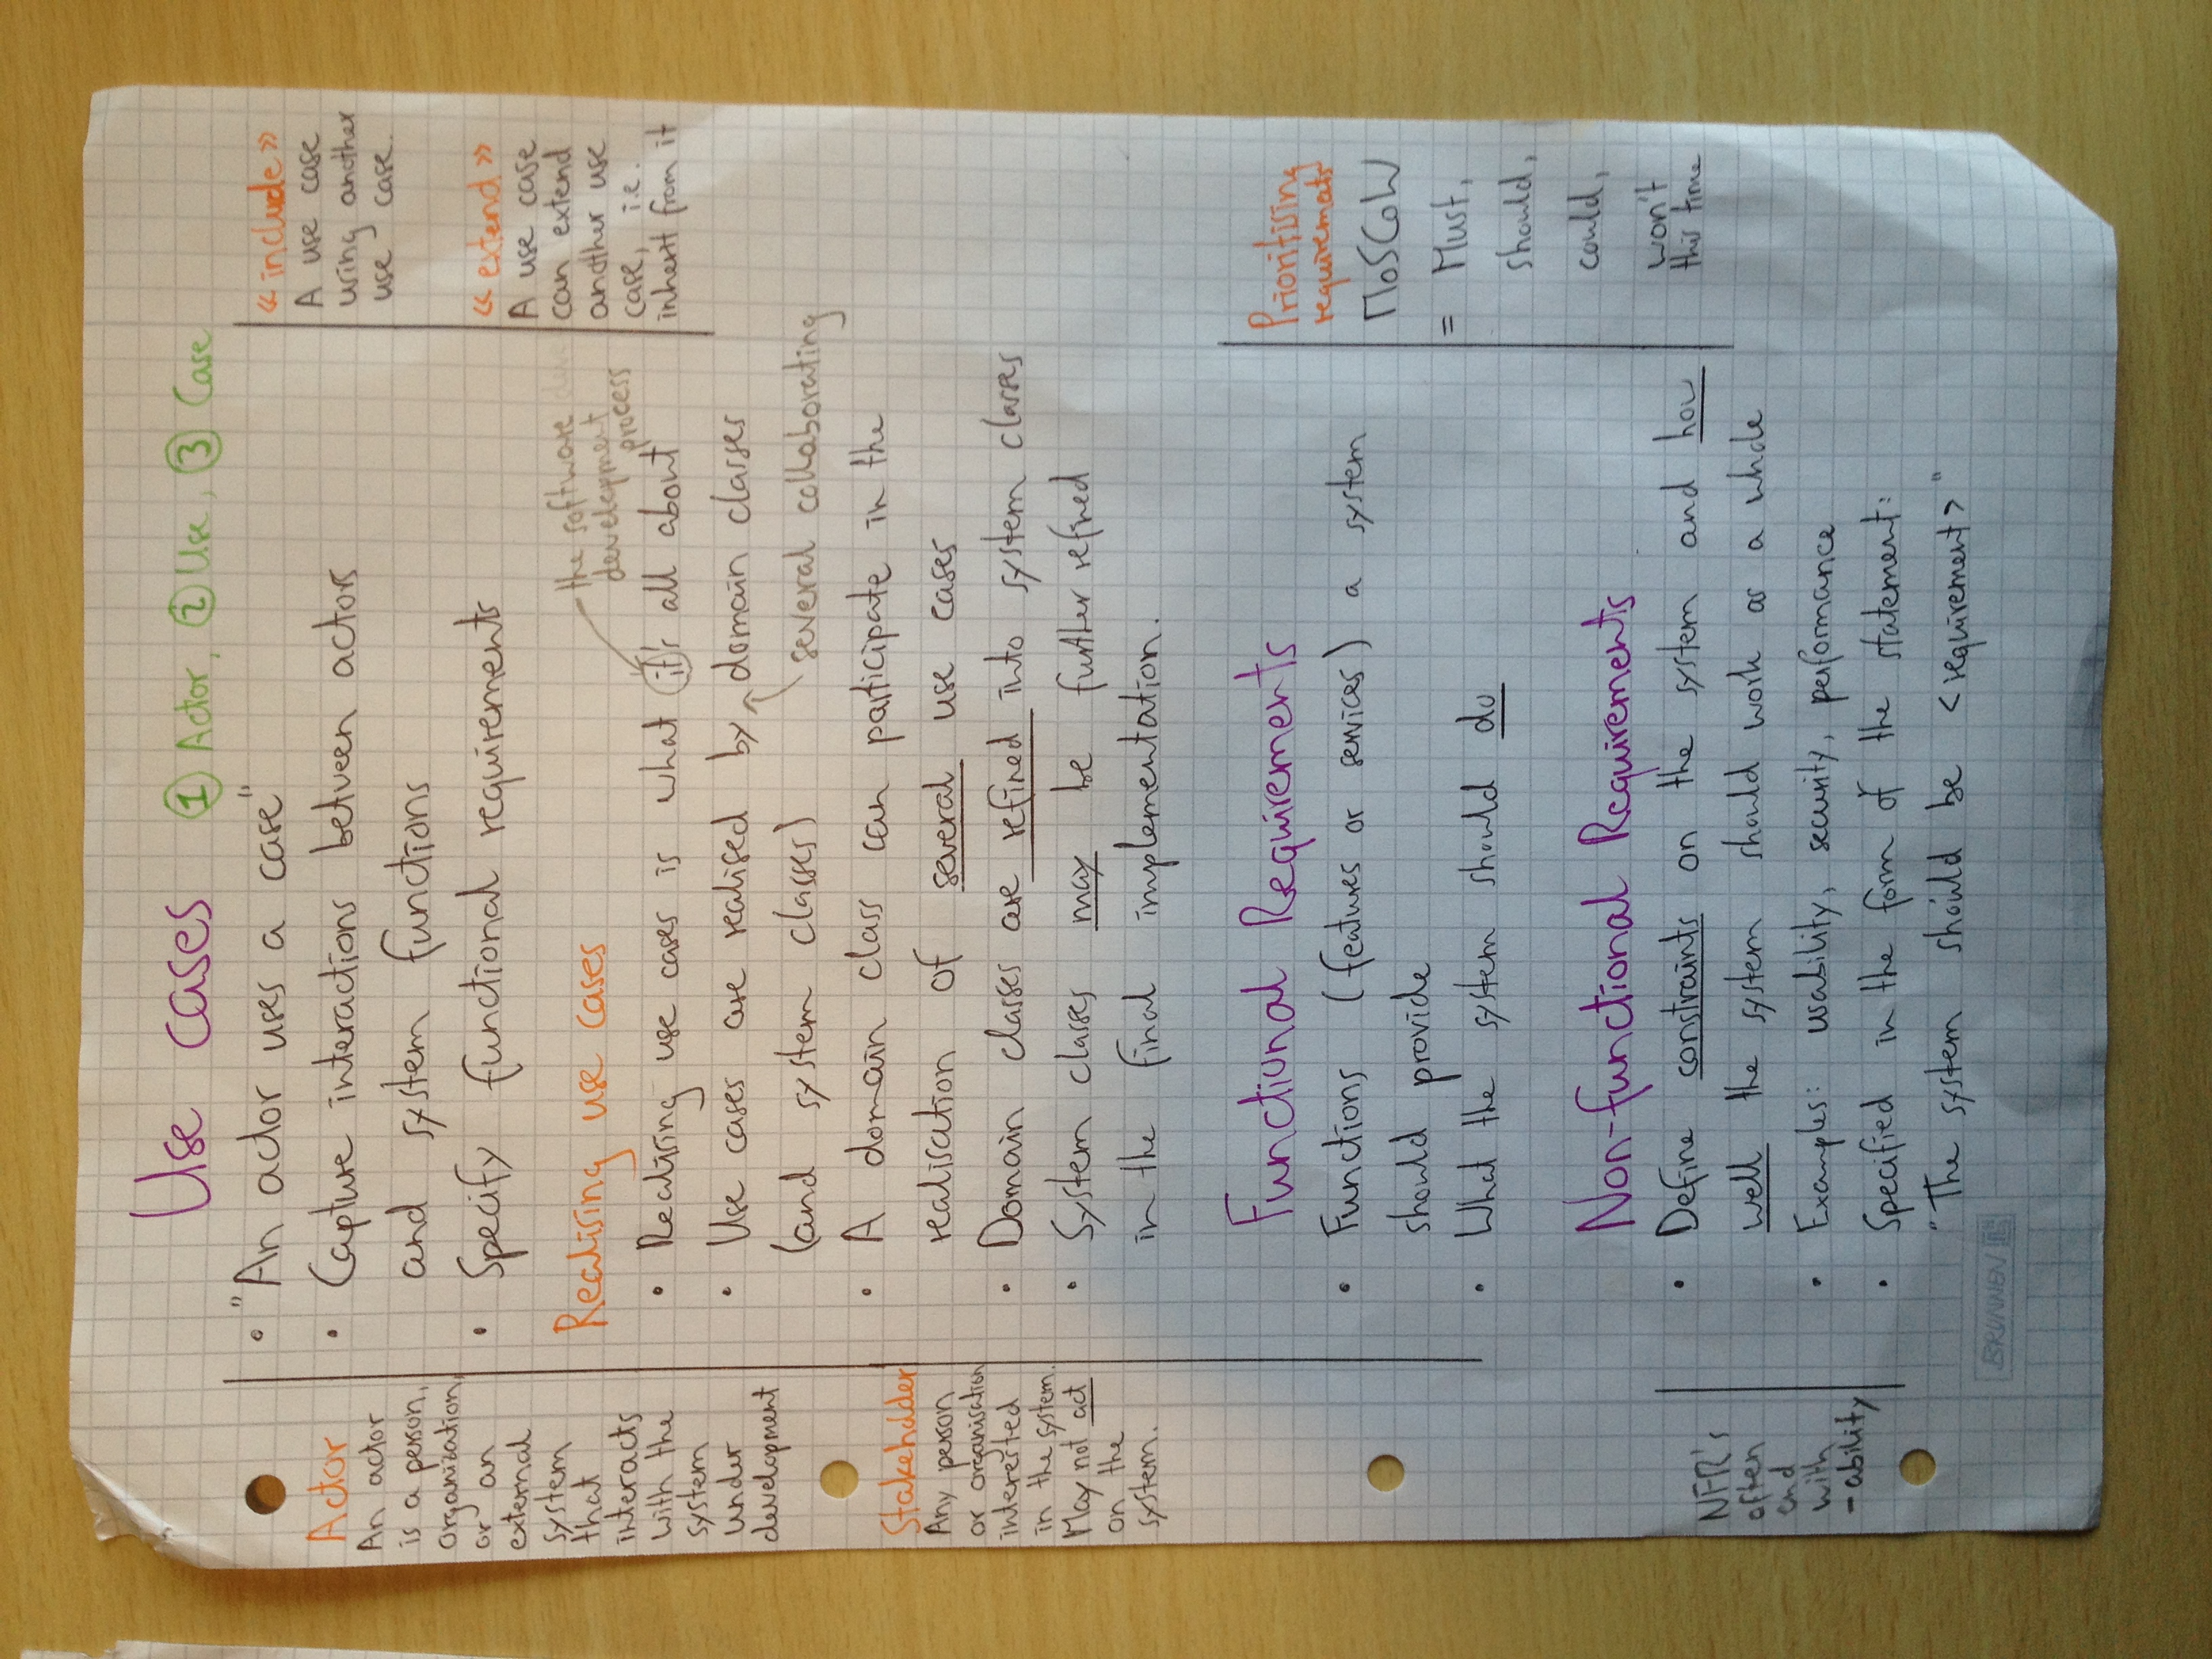 Use cases ① Actor, ② Use, ③ Case
• "An actor uses a case"
• Capture interactions between actors
and system functions
• Specify functional requirements
Realising use cases
the software
development
process
• Realising use cases is what it's all about
• Use cases are realised by domain classes
(and system classes)
several collaborating
• A domain class can participate in the
realisation of several use cases
• Domain classes are refined into system classes
• System classes may be further refined
in the final implementation.
Actor
An actor
is a person,
organization,
or an
external
system
that
interacts
with the
system
under
development
Stakeholder
Any person
or organisation
interested
in the system.
May not act
on the
system.
«include»
A use case
using another
use case.
«extend»
A use case
can extend
another use
case, i.e.
inherit from it
Functional Requirements
• Functions (features or services) a system
should provide
• What the system should do
Prioritising
requiremets
MoSCoW
= Must,
should,
could,
won't
this time
Non-functional Requirements
• Define constraints on the system and how
well the system should work as a whole
• Examples: usability, security, performance
• Specified in the form of the statement:
"The system should be <requirement>"
NFR's
often
end
with
-ability
BRUNNEN